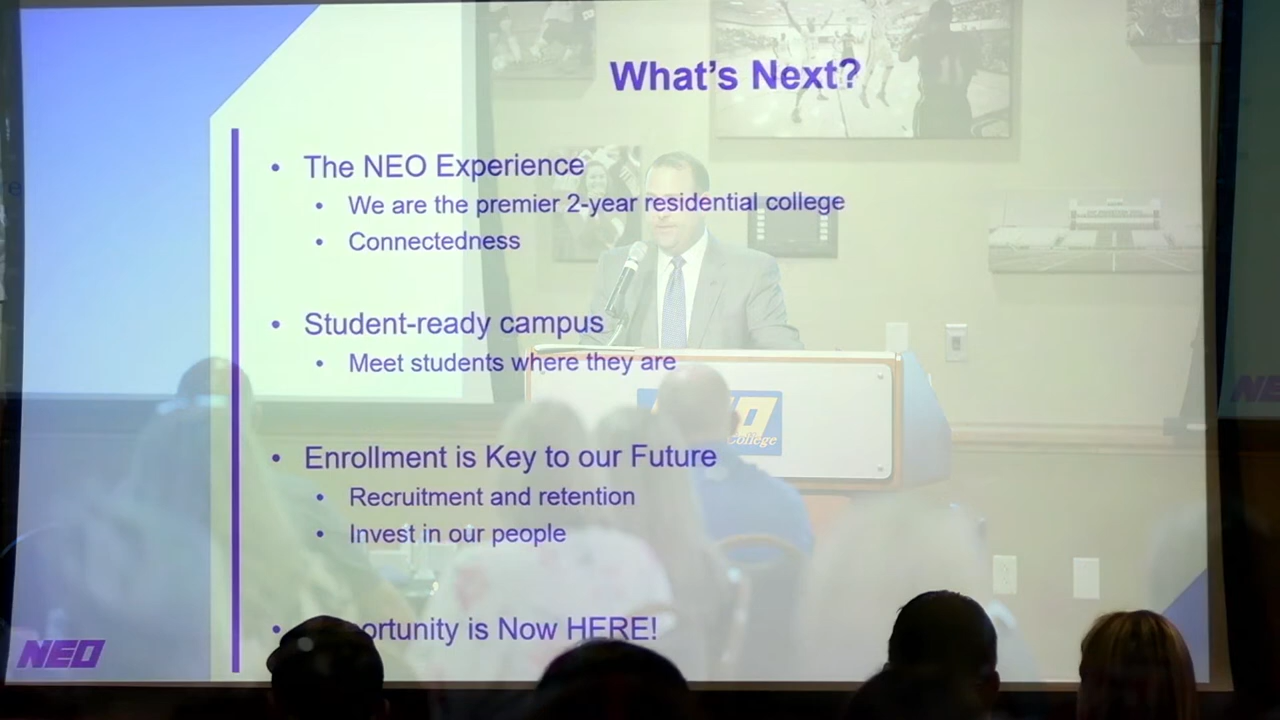 What's Next?
• The NEO Experience
• We are the premier 2-year residential college
• Connectedness
• Student-ready campus
• Meet students where they are
• Enrollment is Key to our Future
• Recruitment and retention
• Invest in our people
• ortunity is Now HERE!
NEO
College